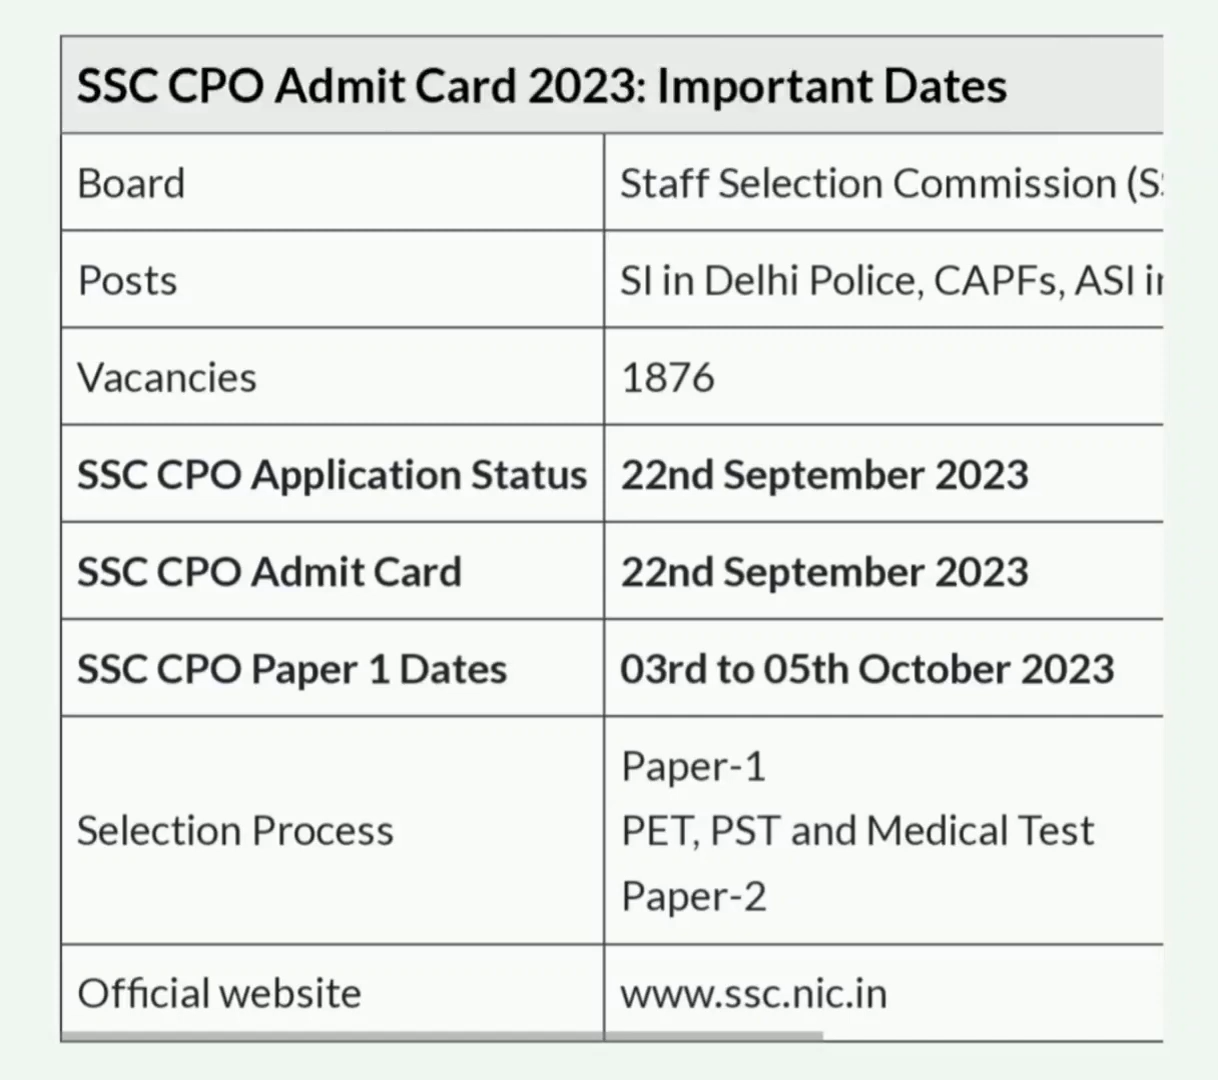 SSC CPO Admit Card 2023: Important Dates
Board
Staff Selection Commission
Posts
SI in Delhi Police, CAPFs, ASI
Vacancies
1876
SSC CPO Application Status
22nd September 2023
SSC CPO Admit Card
22nd September 2023
SSC CPO Paper 1 Dates
03rd to 05th October 2023
Selection Process
Paper-1
PET, PST and Medical Test
Paper-2
Official website
www.ssc.nic.in